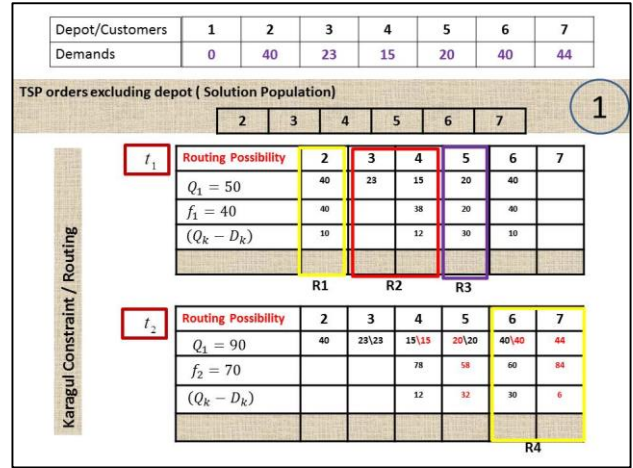 Depot/Customers 1 2 3 4 5 6 7
Demands 0 40 23 15 20 40 44
TSP orders excluding depot ( Solution Population)
1
2 3 4 5 6 7
Karagul Constraint / Routing
t1 Routing Possibility 2 3 4 5 6 7
Q1 = 50 40 23 15 20 40
f1 = 40 40 38 20 40
(Qk − Dk) 10 12 30 10
R1 R2 R3
t2 Routing Possibility 2 3 4 5 6 7
Q1 = 90 40 23\23 15\15 20\20 40\40 44
f2 = 70 78 58 60 84
(Qk − Dk) 12 32 30 6
R4